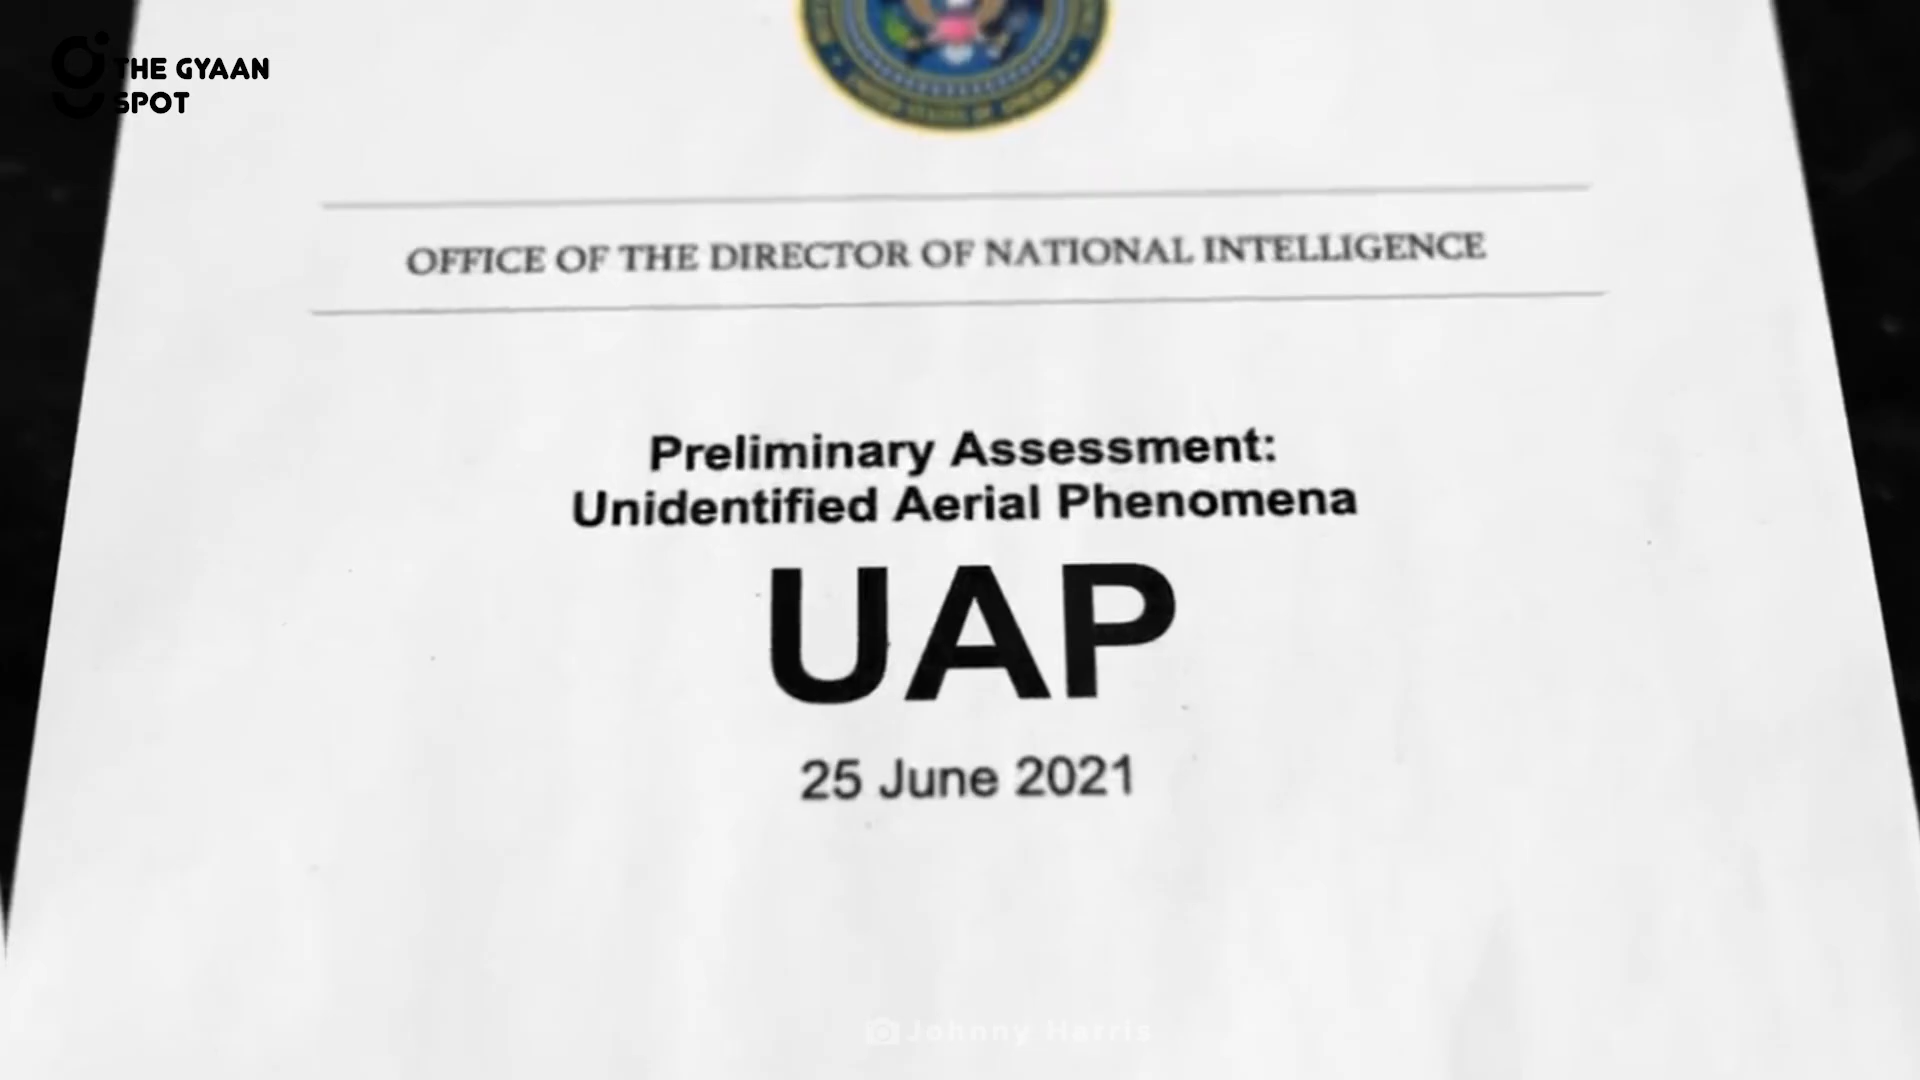 THE GYAAN
SPOT
OFFICE OF THE DIRECTOR OF NATIONAL INTELLIGENCE
Preliminary Assessment:
Unidentified Aerial Phenomena
UAP
25 June 2021
Johnny Harris